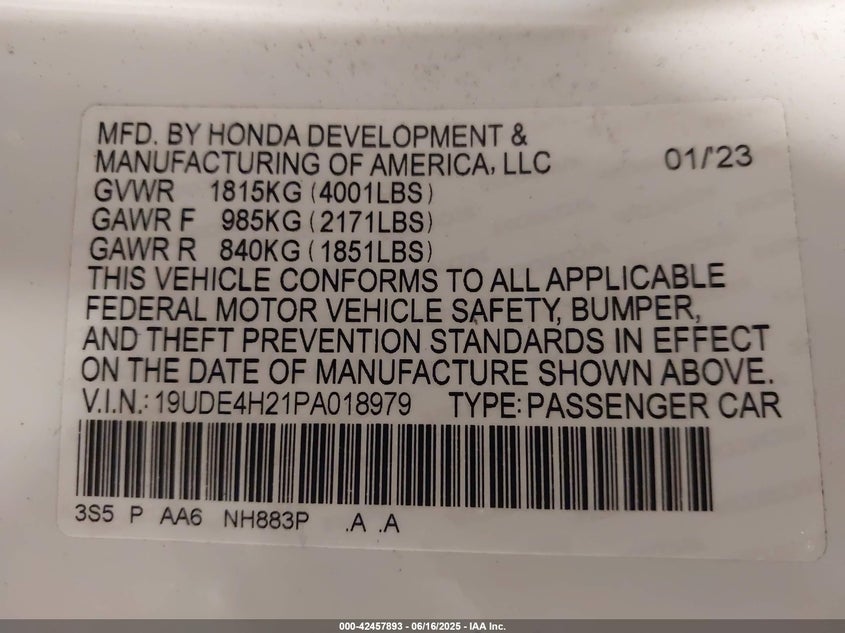 MFD. BY HONDA DEVELOPMENT &
MANUFACTURING OF AMERICA, LLC 01/'23
GVWR 1815KG (4001LBS)
GAWR F 985KG (2171LBS)
GAWR R 840KG (1851LBS)
THIS VEHICLE CONFORMS TO ALL APPLICABLE
FEDERAL MOTOR VEHICLE SAFETY, BUMPER,
AND THEFT PREVENTION STANDARDS IN EFFECT
ON THE DATE OF MANUFACTURE SHOWN ABOVE.
V.I.N.: 19UDE4H21PA018979 TYPE: PASSENGER CAR
3S5 P AA6 NH883P .A .A
000-42457893 - 06/16/2025 - IAA Inc.